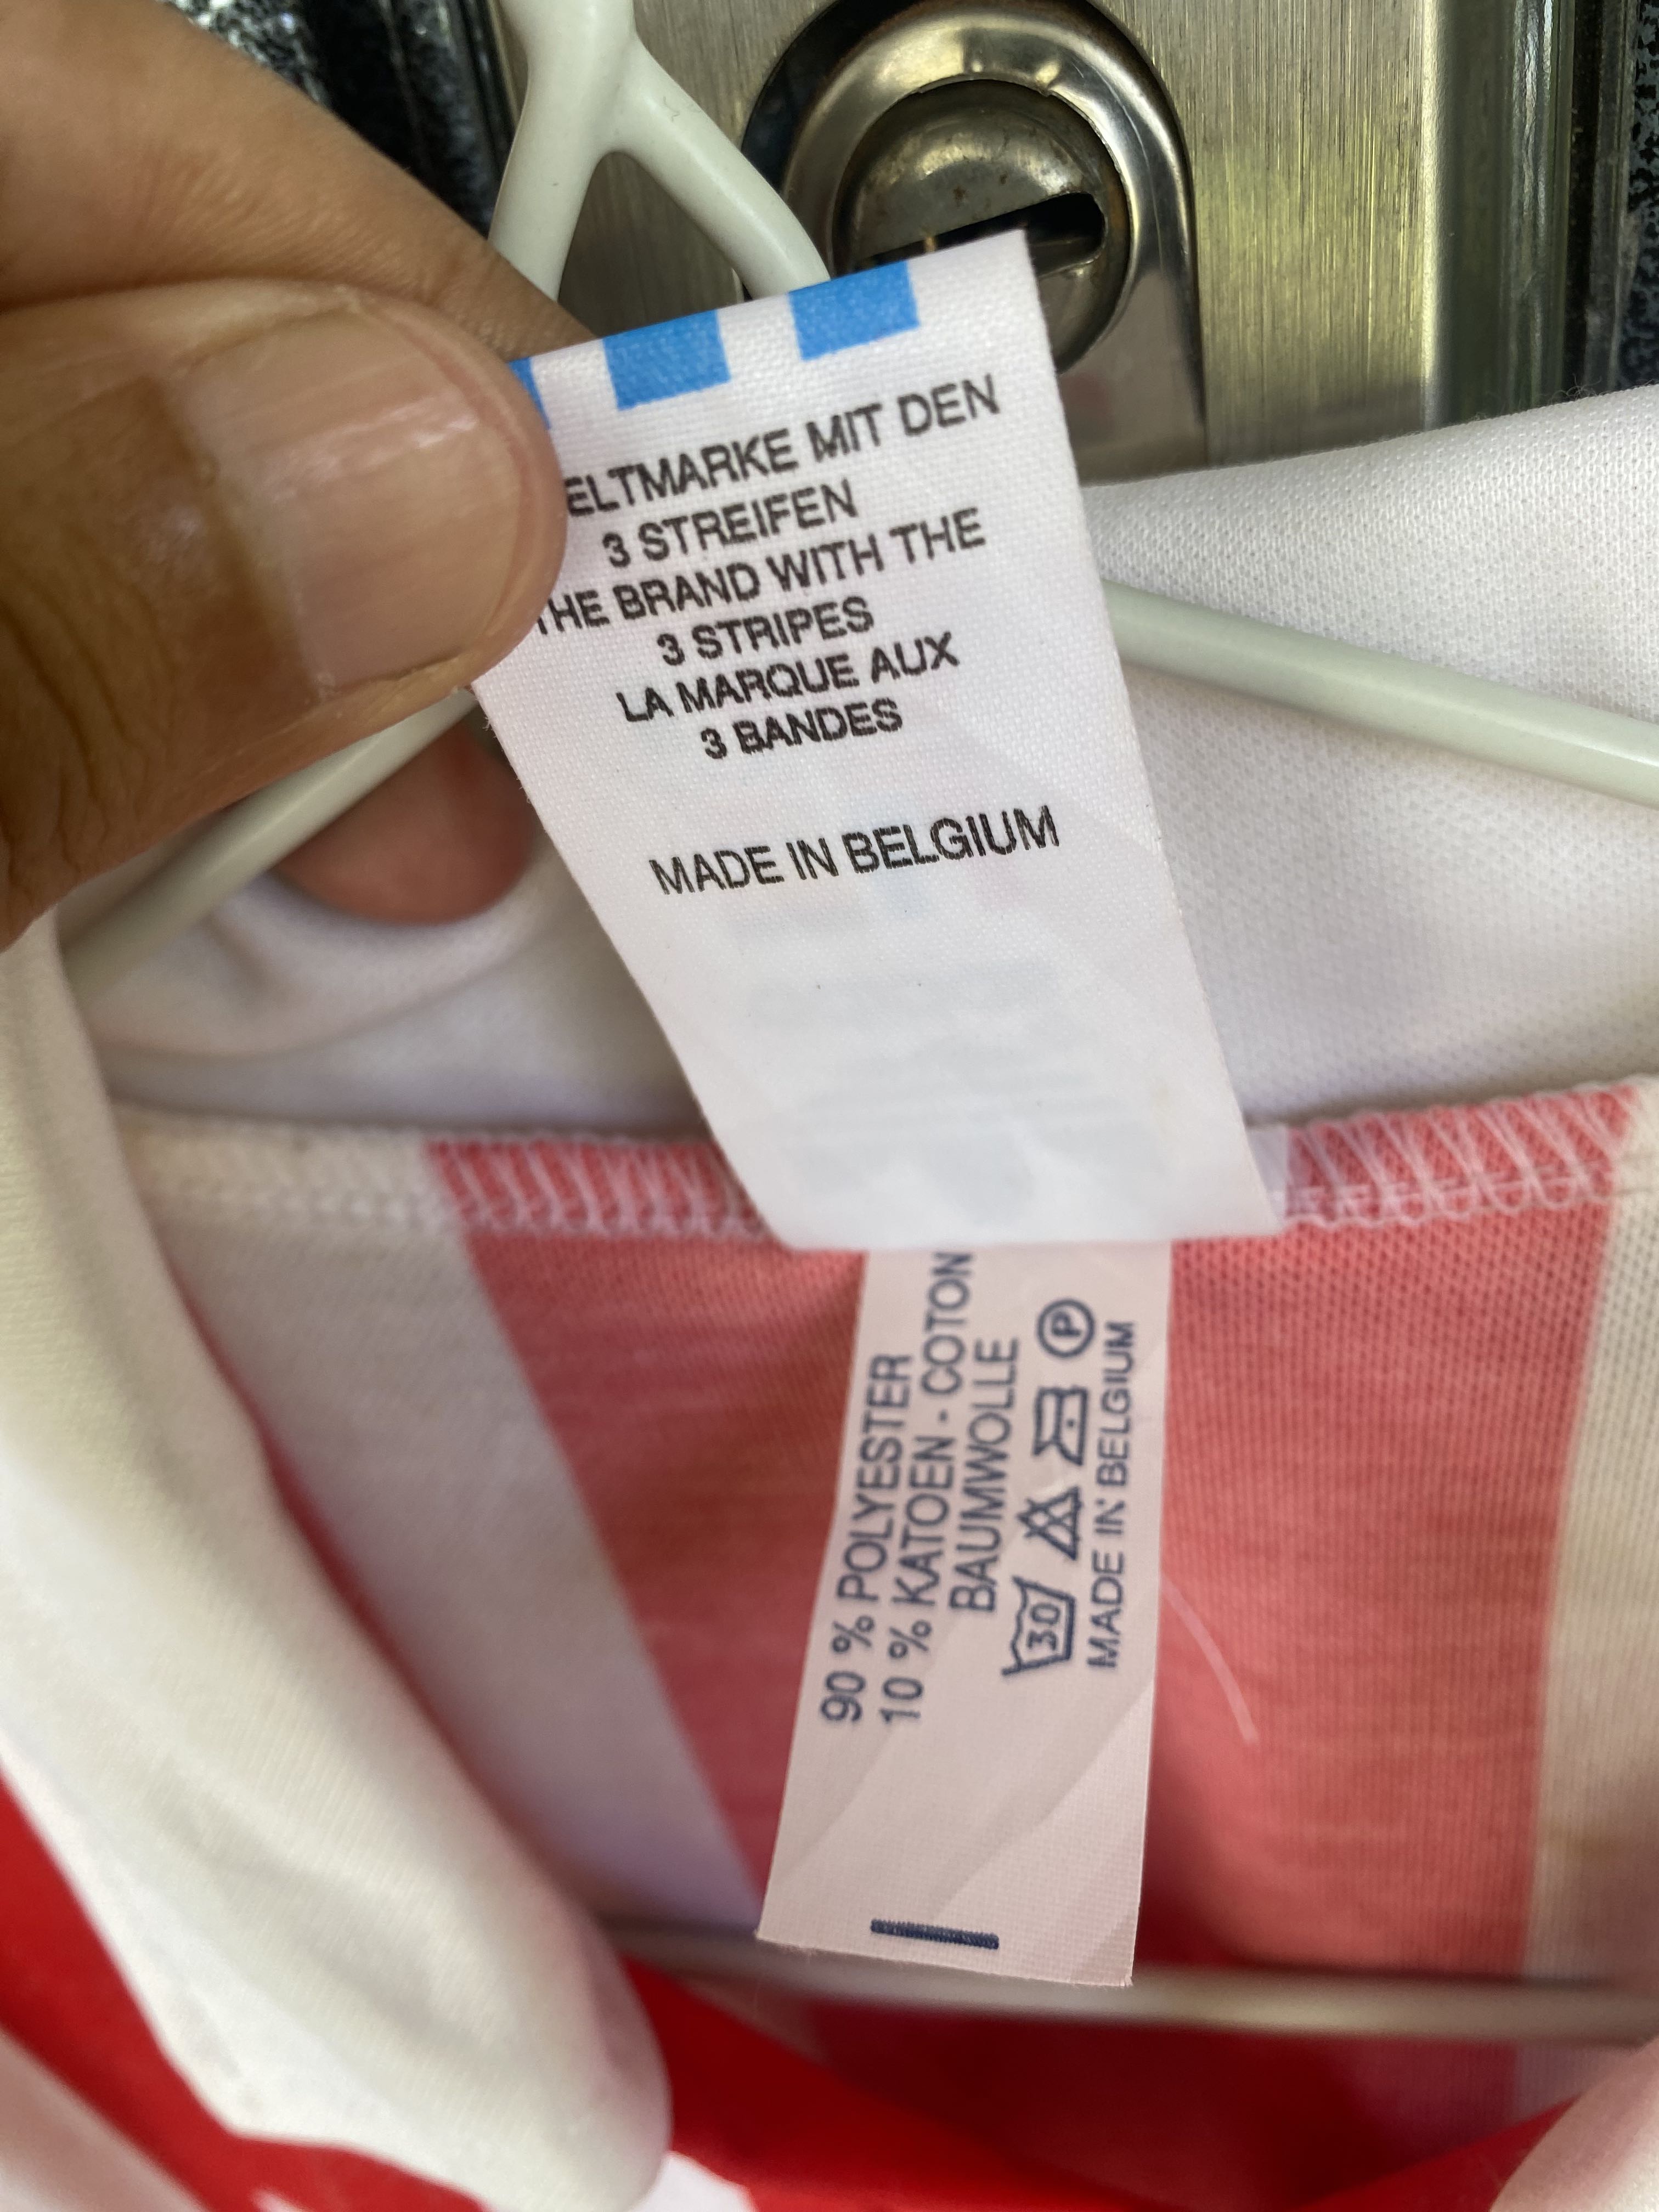 ELTMARKE MIT DEN
3 STREIFEN
THE BRAND WITH THE
3 STRIPES
LA MARQUE AUX
3 BANDES
MADE IN BELGIUM
90 % POLYESTER
10 % KATOEN - COTON
BAUMWOLLE
30 P
MADE IN BELGIUM